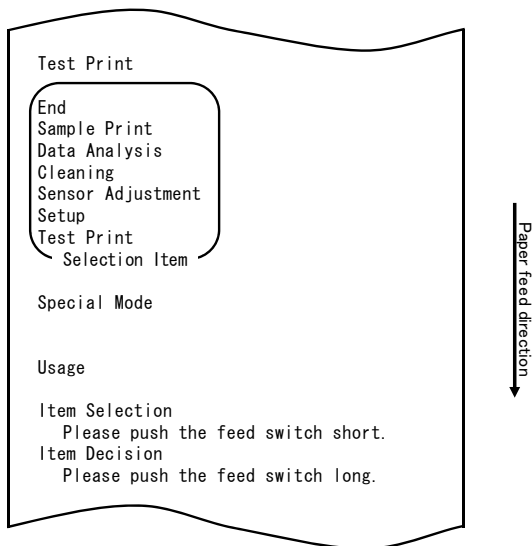 Test Print
End
Sample Print
Data Analysis
Cleaning
Sensor Adjustment
Setup
Test Print
Selection Item
Special Mode
Usage
Item Selection
Please push the feed switch short.
Item Decision
Please push the feed switch long.
Paper feed direction